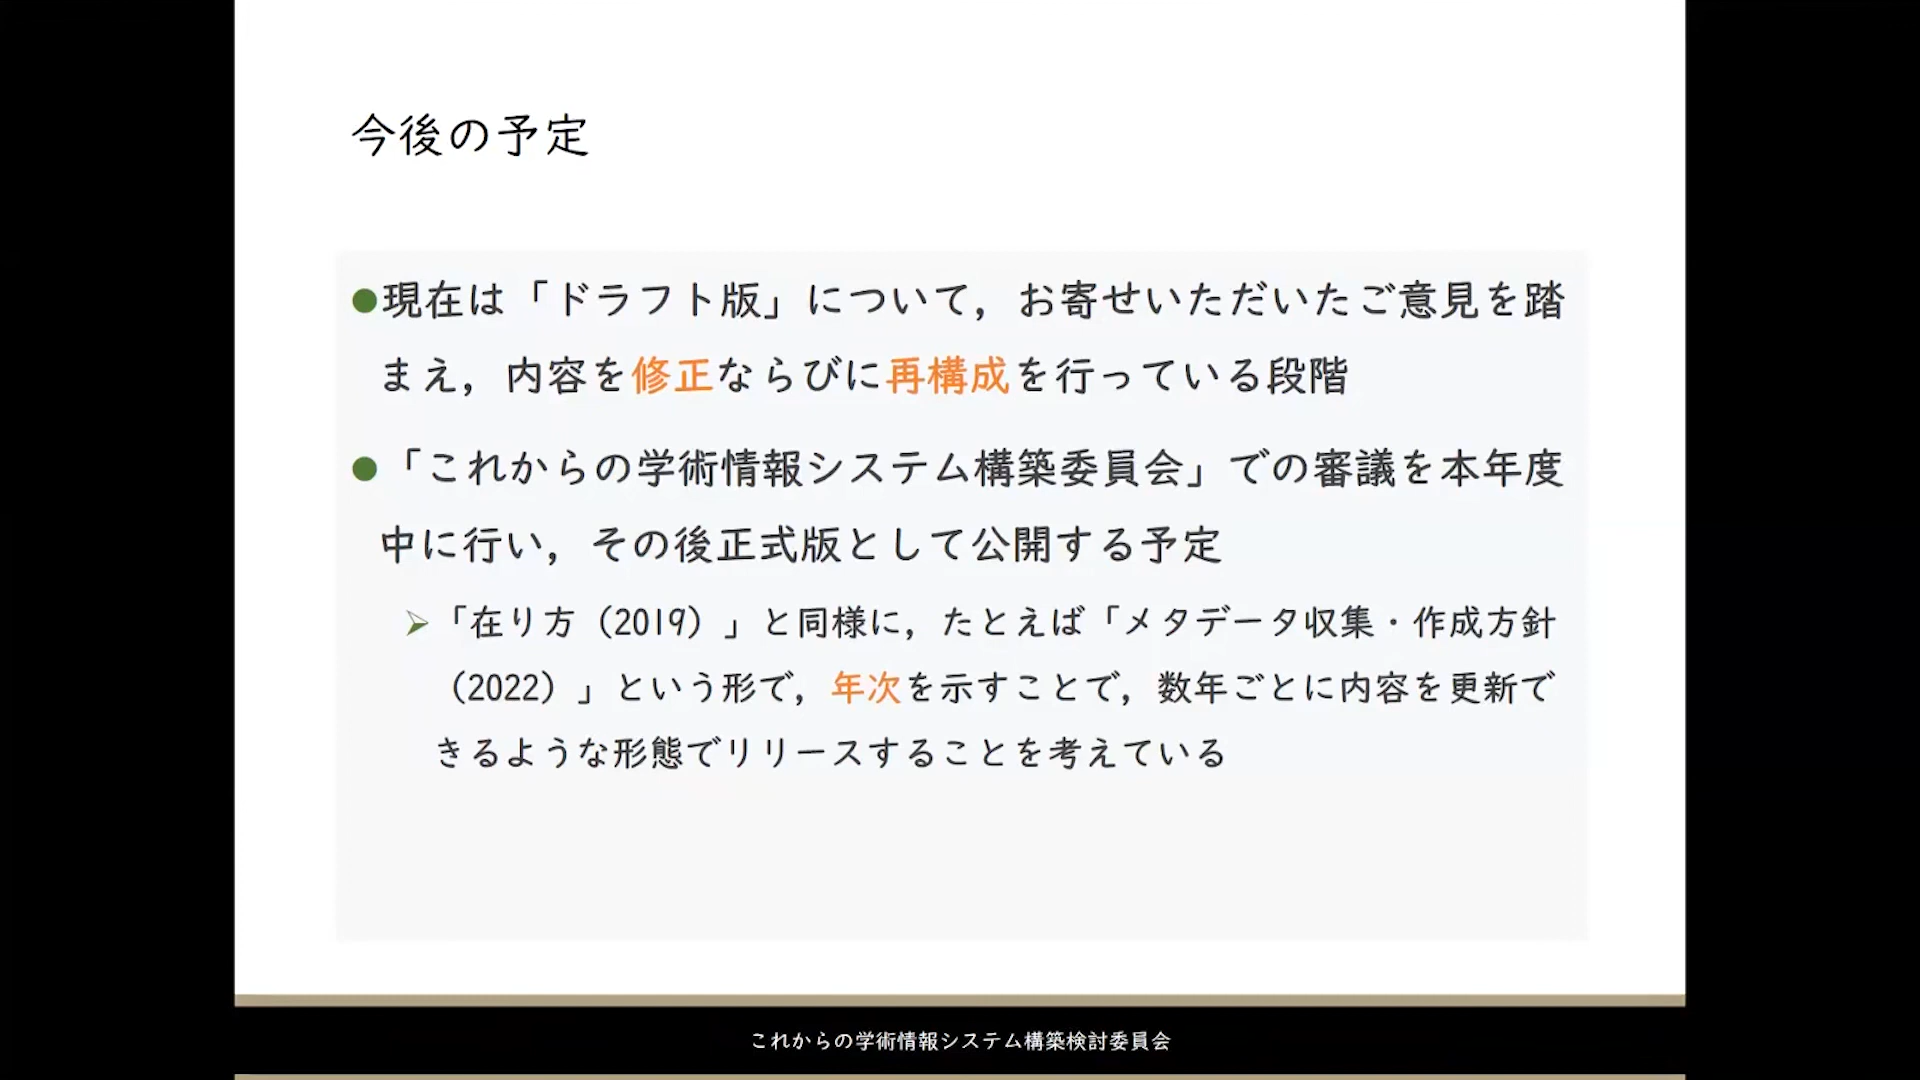 今後の予定
●現在は「ドラフト版」について，お寄せいただいたご意見を踏
まえ，内容を修正ならびに再構成を行っている段階
●「これからの学術情報システム構築委員会」での審議を本年度
中に行い，その後正式版として公開する予定
➢「在り方（2019）」と同様に，たとえば「メタデータ収集・作成方針
（2022）」という形で，年次を示すことで，数年ごとに内容を更新で
きるような形態でリリースすることを考えている
これからの学術情報システム構築検討委員会